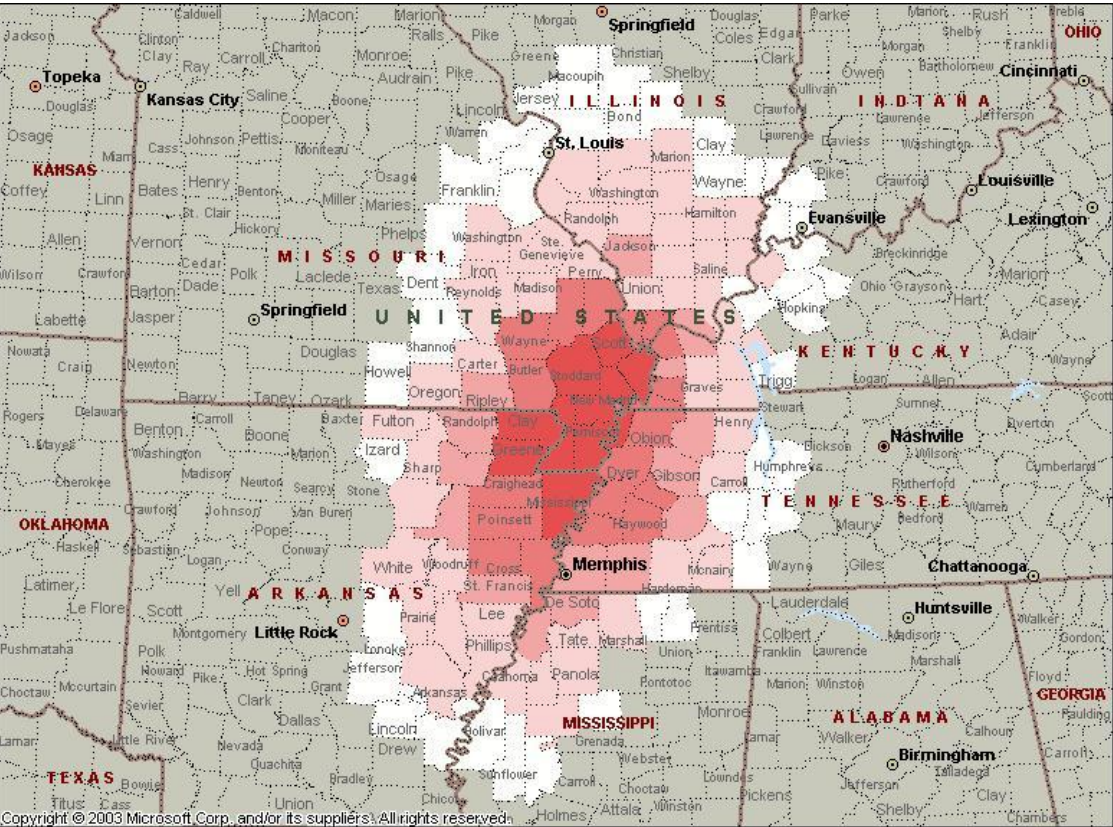 Caldwell Macon Marion Morgan Springfield Douglas Parke Marion Rush Preble
Jackson Clinton Ralls Pike Coles Edgar Shelby OHIO
Clay Ray Carroll Chariton Monroe Greene Christian Clark Morgan Franklin
Topeka Audrain Pike Macoupin Shelby Owen Bartholomew Cincinnati
Kansas City Saline Boone Lincoln Jersey ILLINOIS Sullivan INDIANA
Douglas Cooper Bond Crawford Lawrence Jefferson
Osage Johnson Pettis Moniteau Warren St. Louis Clay Lawrence Daviess Washington
KANSAS Miami Cass Marion
Coffey Linn Bates Henry Benton Miller Osage Maries Franklin Washington Wayne Pike Crawford Louisville
St. Clair Hickory Randolph Hamilton Evansville Lexington
Allen Vernon Phelps Washington Ste. Genevieve Jackson Breckinridge
Wilson Crawford Cedar Polk MISSOURI Laclede Iron Perry Saline Marion
Barton Dade Texas Dent Reynolds Madison Union Ohio Grayson Hart Casey
Labette Jasper Springfield UNITED STATES Hopkins
Nowata Craig Newton Douglas Shannon Wayne Scott KENTUCKY Adair Wayne
Howell Carter Butler Stoddard Graves Trigg Logan Allen
Barry Taney Ozark Oregon Ripley New Madrid Stewart Sumner Scott
Rogers Delaware Carroll Baxter Fulton Randolph Clay Pemiscot Obion Henry Overton
Mayes Benton Washington Boone Marion Izard Greene Dickson Nashville Wilson
Cherokee Madison Newton Searcy Stone Sharp Craighead Dyer Gibson Carroll Humphreys Rutherford Cumberland
OKLAHOMA Crawford Johnson Van Buren Mississippi Poinsett Haywood TENNESSEE Bedford Warren
Haskell Sebastian Logan Pope Conway Maury
Latimer Yell White Woodruff Cross Memphis Mcnairy Wayne Giles Chattanooga
Le Flore Scott ARKANSAS St. Francis Hardeman
Pushmataha Montgomery Little Rock Prairie Lee De Soto Lauderdale Huntsville Walker
Polk Lonoke Phillips Tate Marshall Prentiss Colbert Madison Gordon
Howard Pike Hot Spring Jefferson Union Franklin Lawrence Marshall
Choctaw Mccurtain Grant Arkansas Coahoma Panola Pontotoc Itawamba Marion Winston Floyd
Sevier Clark Dallas Lincoln Bolivar MISSISSIPPI Monroe ALABAMA GEORGIA
Lamar Little River Nevada Drew Grenada Lamar Walker Calhoun Paulding
Ouachita Webster Birmingham Carroll
TEXAS Bowie Bradley Sunflower Carroll Choctaw Lowndes Jefferson Talladega
Titus Cass Union Chicot Holmes Attala Winston Pickens Shelby Clay Chambers
Copyright © 2003 Microsoft Corp. and/or its suppliers. All rights reserved.